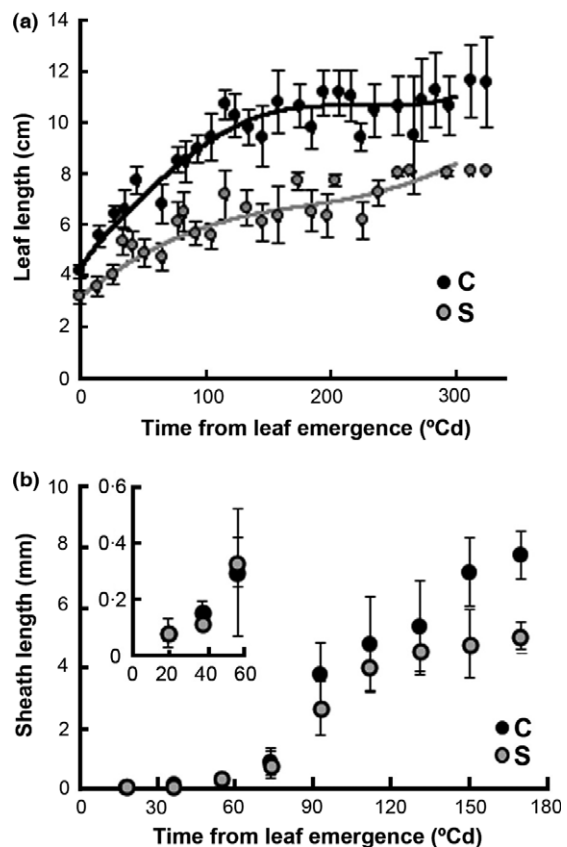 (a)
14
12
10
8
6
4
2
0
Leaf length (cm)
C
S
0 100 200 300
Time from leaf emergence (ºCd)
(b)
10
8
6
4
2
0
Sheath length (mm)
0·6
0·4
0·2
0
0 20 40 60
C
S
0 30 60 90 120 150 180
Time from leaf emergence (ºCd)